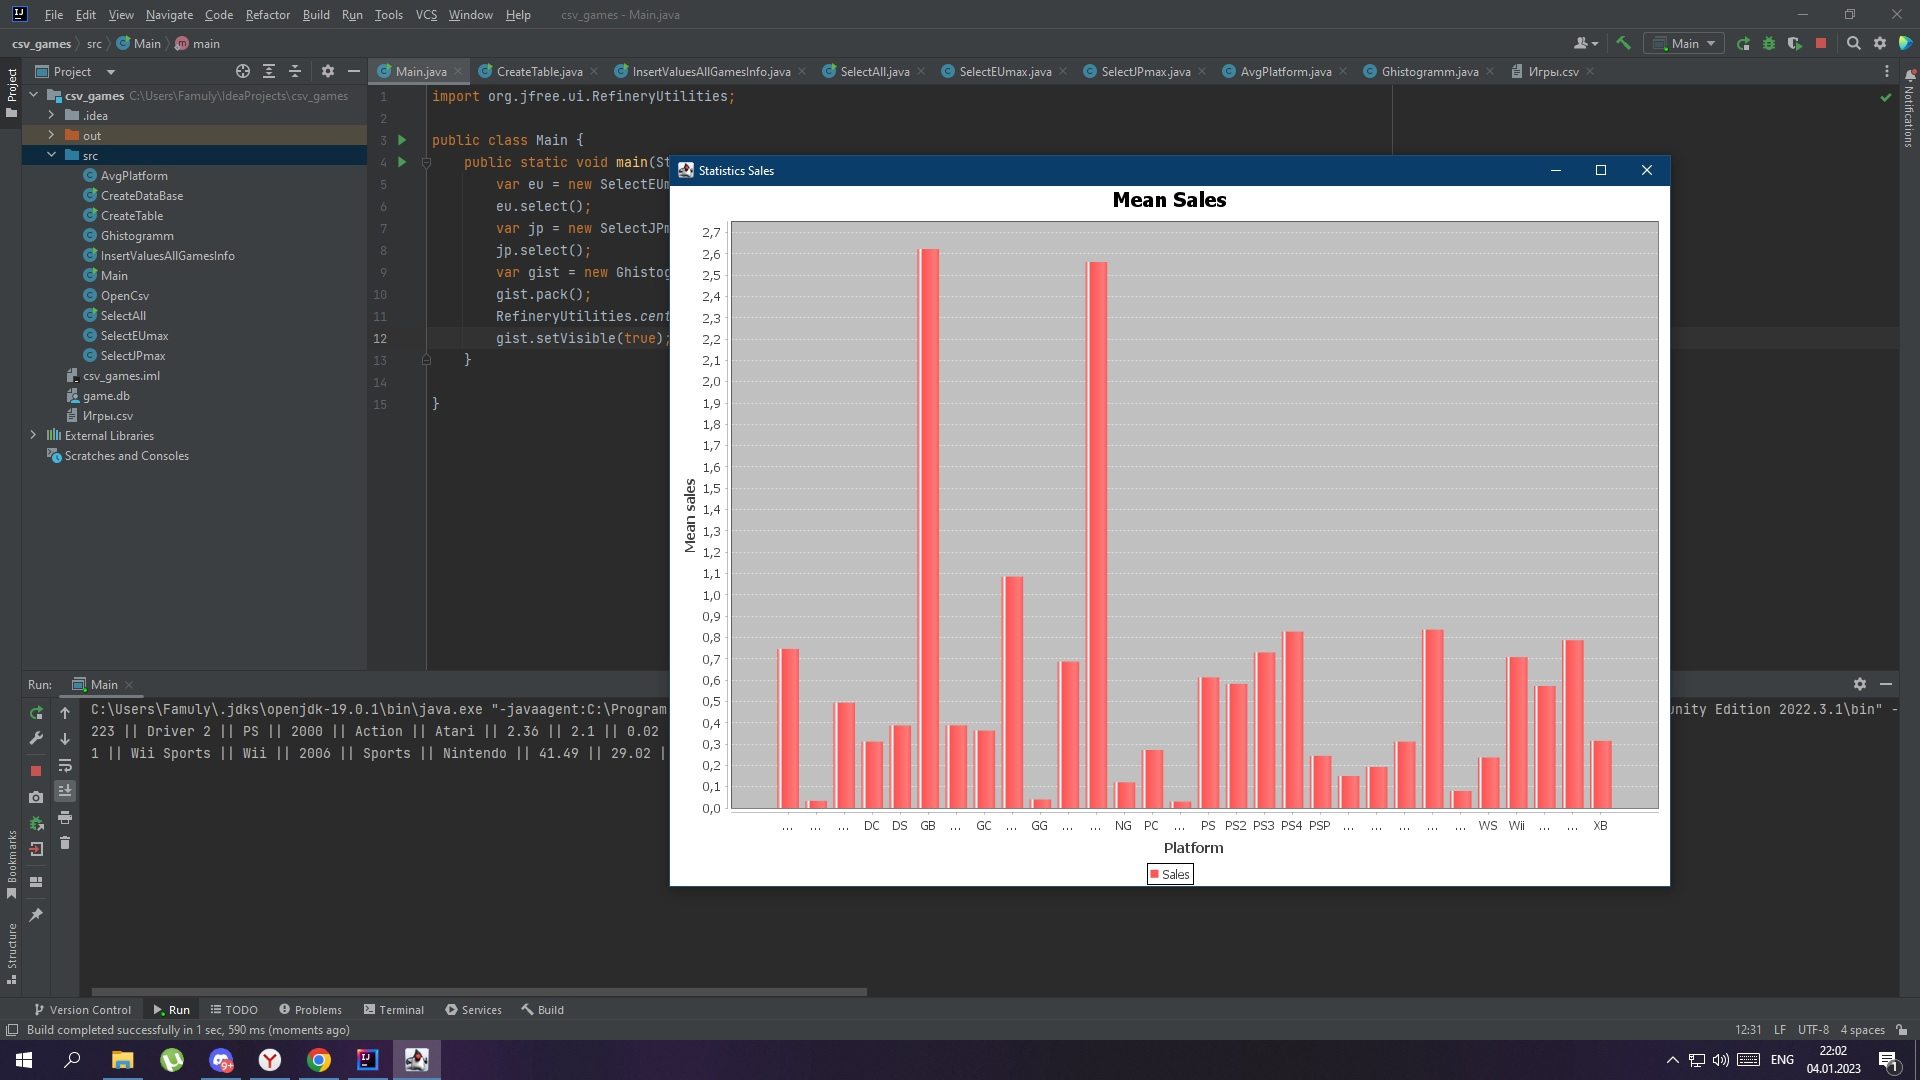 File Edit View Navigate Code Refactor Build Run Tools VCS Window Help csv_games - Main.java
csv_games src Main main
Main
Project
Project
Main.java CreateTable.java InsertValuesAllGamesInfo.java SelectAll.java SelectEUmax.java SelectJPmax.java AvgPlatform.java Ghistogramm.java Игры.csv
Notifications
csv_games C:\Users\Famuly\IdeaProjects\csv_games
.idea
out
src
AvgPlatform
CreateDataBase
CreateTable
Ghistogramm
InsertValuesAllGamesInfo
Main
OpenCsv
SelectAll
SelectEUmax
SelectJPmax
csv_games.iml
game.db
Игры.csv
External Libraries
Scratches and Consoles
1 import org.jfree.ui.RefineryUtilities;
2
3 public class Main {
4 public static void main(St
5 var eu = new SelectEUm
6 eu.select();
7 var jp = new SelectJPm
8 jp.select();
9 var gist = new Ghistog
10 gist.pack();
11 RefineryUtilities.cent
12 gist.setVisible(true);
13 }
14
15 }
Statistics Sales
Mean Sales
Mean sales
2,7
2,6
2,5
2,4
2,3
2,2
2,1
2,0
1,9
1,8
1,7
1,6
1,5
1,4
1,3
1,2
1,1
1,0
0,9
0,8
0,7
0,6
0,5
0,4
0,3
0,2
0,1
0,0
... ... ... DC DS GB ... GC ... GG ... ... NG PC ... PS PS2 PS3 PS4 PSP ... ... ... ... ... WS Wii ... ... XB
Platform
Sales
Run: Main
C:\Users\Famuly\.jdks\openjdk-19.0.1\bin\java.exe "-javaagent:C:\Program unity Edition 2022.3.1\bin" -
223 || Driver 2 || PS || 2000 || Action || Atari || 2.36 || 2.1 || 0.02
1 || Wii Sports || Wii || 2006 || Sports || Nintendo || 41.49 || 29.02 |
Bookmarks
Structure
Version Control Run TODO Problems Terminal Services Build
Build completed successfully in 1 sec, 590 ms (moments ago)
12:31 LF UTF-8 4 spaces
9+
ENG
22:02
04.01.2023
1